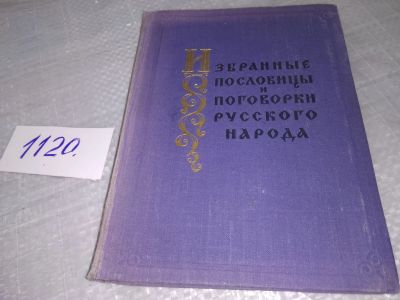 ИЗБРАННЫЕ
ПОСЛОВИЦЫ
И
ПОГОВОРКИ
РУССКОГО
НАРОДА
1120.